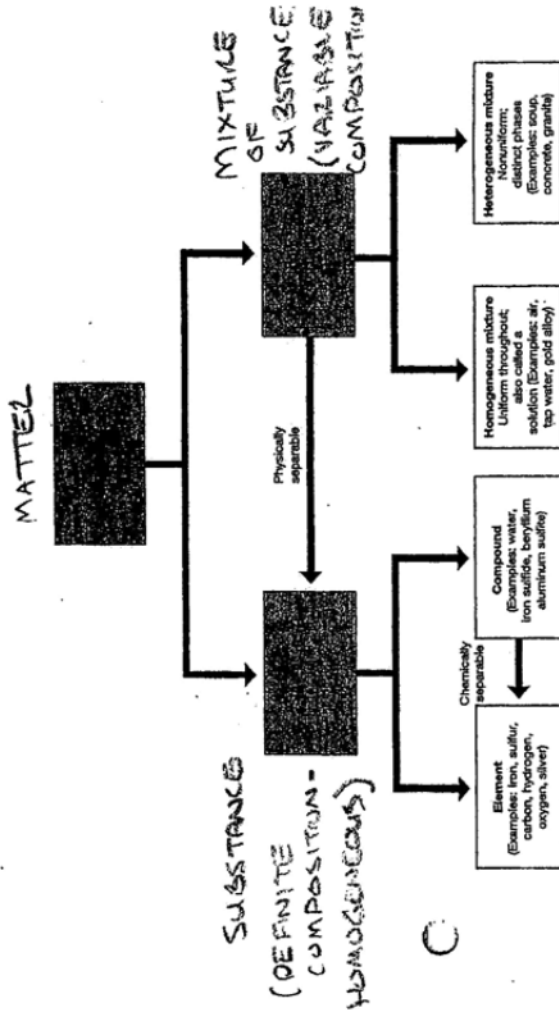 MATTER
SUBSTANCE
(DEFINITE
COMPOSITION-
HOMOGENEOUS)
MIXTURE
OF
SUBSTANCE
(VARIABLE
COMPOSITION
Physically
separable
Element
(Examples: iron, sulfur,
carbon, hydrogen,
oxygen, silver)
Chemically
separable
Compound
(Examples: water,
iron sulfide, beryllium
aluminum sulfite)
Homogeneous mixture
Uniform throughout;
also called a
solution (Examples: air,
tap water, gold alloy)
Heterogeneous mixture
Nonuniform;
distinct phases
(Examples: soup,
concrete, granite)